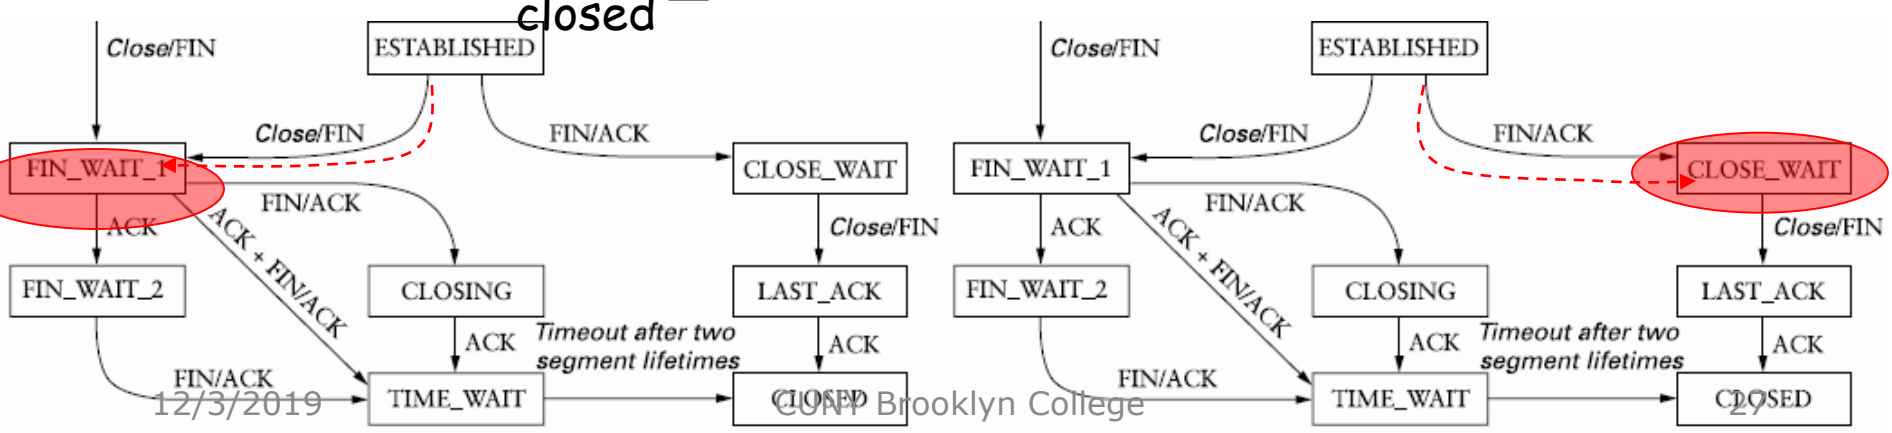 closed
Close/FIN
ESTABLISHED
Close/FIN
FIN/ACK
FIN_WAIT_1
CLOSE_WAIT
FIN/ACK
ACK
ACK + FIN/ACK
Close/FIN
FIN_WAIT_2
CLOSING
LAST_ACK
ACK
Timeout after two
segment lifetimes
ACK
FIN/ACK
TIME_WAIT
CLOSED
Close/FIN
ESTABLISHED
Close/FIN
FIN/ACK
FIN_WAIT_1
CLOSE_WAIT
FIN/ACK
ACK
ACK + FIN/ACK
Close/FIN
FIN_WAIT_2
CLOSING
LAST_ACK
ACK
Timeout after two
segment lifetimes
ACK
FIN/ACK
TIME_WAIT
CLOSED
12/3/2019
CUNY Brooklyn College
27